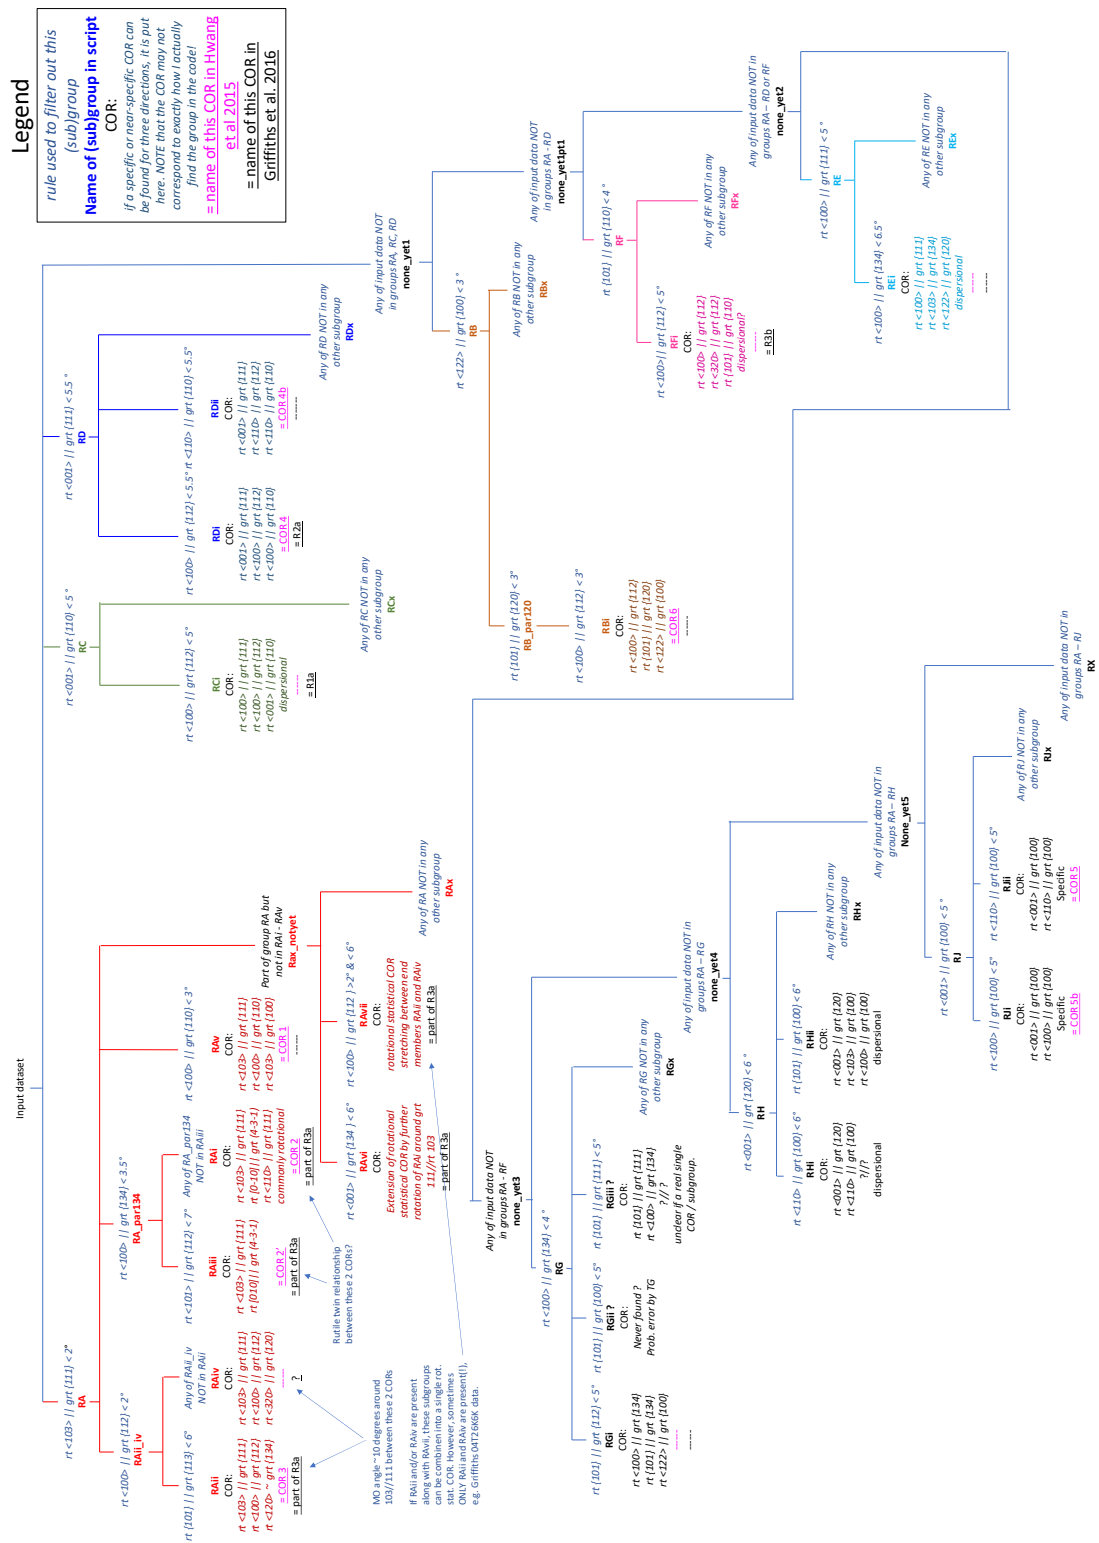 Legend
rule used to filter out this
(sub)group
Name of (sub)group in script
COR:
if a specific or near-specific COR can
be found for three directions, it is put
here. NOTE that the COR may not
correspond to exactly how I actually
find the group in the code!
= name of this COR in Hwang
et al 2015
= name of this COR in
Griffiths et al. 2016
Input dataset
rt <103> || grt {111} < 2°
RA
rt <100> || grt {112} < 2°
RAii_iv
rt {101} || grt {113} < 6°
RAii
COR:
rt <103> || grt {111}
rt <100> || grt {112}
rt <120> ~ grt {134}
= COR 3
= part of R3a
Any of RAii_iv
NOT in RAii
RAiv
COR:
rt <103> || grt {111}
rt <100> || grt {112}
rt <320> || grt {120}
-----
?
MO angle ~10 degrees around
103//111 between these 2 CORs
If RAii and/or RAiv are present
along with RAvii, these subgroups
can be combined into a single rot.
stat. COR. However, sometimes
ONLY RAii and RAiv are present(!),
e.g. Griffiths 04T26K6K data.
rt <100> || grt {134} < 3.5°
RA_par134
rt <101> || grt {112} < 7°
RAiii
COR:
rt <103> || grt {111}
rt [010] || grt (4-3-1)
= COR 2'
= part of R3a
Any of RA_par134
NOT in RAiii
RAi
COR:
rt <103> || grt {111}
rt [0-10] || grt (4-3-1)
rt <110> || grt {111}
commonly rotational
= COR 2
= part of R3a
Rutile twin relationship
between these 2 CORs?
rt <100> || grt {110} < 3°
RAv
COR:
rt <103> || grt {111}
rt <100> || grt {110}
rt <103> || grt {100}
= COR 1
-----
Part of group RA but
not in RAi - RAv
Rax_notyet
rt <001> || grt {134} < 6°
RAvi
COR:
Extension of rotational
statistical COR by further
rotation of RAi around grt
111//rt 103
= part of R3a
rt <100> || grt {112} >2° & < 6°
RAvii
COR:
rotational statistical COR
stretching between end
members RAii and RAiv
= part of R3a
Any of RA NOT in any
other subgroup
RAx
rt <001> || grt {110} < 5°
RC
rt <100> || grt {112} < 5°
RCi
COR:
rt <100> || grt {111}
rt <100> || grt {112}
rt <001> || grt {110}
dispersional
-----
= R1a
Any of RC NOT in any
other subgroup
RCx
rt <001> || grt {111} < 5.5°
RD
rt <100> || grt {112} < 5.5°
RDi
COR:
rt <001> || grt {111}
rt <100> || grt {112}
rt <100> || grt {110}
= COR 4
= R2a
rt <110> || grt {110} < 5.5°
RDii
COR:
rt <001> || grt {111}
rt <110> || grt {112}
rt <110> || grt {110}
= COR 4b
-----
Any of RD NOT in any
other subgroup
RDx
Any of input data NOT
in groups RA, RC, RD
none_yet1
rt <122> || grt {100} < 3°
RB
rt {101} || grt {120} < 3°
RB_par120
rt <100> || grt {112} < 3°
RBi
COR:
rt <100> || grt {112}
rt {101} || grt {120}
rt <122> || grt {100}
= COR 6
-----
Any of RB NOT in any
other subgroup
RBx
Any of input data NOT
in groups RA - RD
none_yet1pt1
rt {101} || grt {110} < 4°
RF
rt <100> || grt {112} < 5°
RFi
COR:
rt <100> || grt {112}
rt <320> || grt {112}
rt {101} || grt {110}
dispersional?
-----
= R3b
Any of RF NOT in any
other subgroup
RFx
Any of input data NOT in
groups RA – RD or RF
none_yet2
rt <100> || grt {111} < 5°
RE
rt <100> || grt {134} < 6.5°
REi
COR:
rt <100> || grt {111}
rt <103> || grt {134}
rt <122> || grt {120}
dispersional
-----
-----
Any of RE NOT in any
other subgroup
REx
Any of input data NOT
in groups RA - RF
none_yet3
rt <100> || grt {134} < 4°
RG
rt {101} || grt {112} < 5°
RGi
COR:
rt <100> || grt {134}
rt {101} || grt {134}
rt <122> || grt {100}
-----
-----
rt {101} || grt {100} < 5°
RGii ?
COR:
Never found ?
Prob. error by TG
rt {101} || grt {111} < 5°
RGiii ?
COR:
rt {101} || grt {111}
rt <100> || grt {134}
?//?
unclear if a real single
COR / subgroup.
Any of RG NOT in any
other subgroup
RGx
Any of input data NOT in
groups RA – RG
none_yet4
rt <001> || grt {120} < 6°
RH
rt <110> || grt {100} < 6°
RHi
COR:
rt <001> || grt {120}
rt <110> || grt {100}
?//?
dispersional
rt {101} || grt {100} < 6°
RHii
COR:
rt <001> || grt {120}
rt <103> || grt {100}
rt <100> || grt {100}
dispersional
Any of RH NOT in any
other subgroup
RHx
Any of input data NOT in
groups RA – RH
None_yet5
rt <001> || grt {100} < 5°
RJ
rt <100> || grt {100} < 5°
RJi
COR:
rt <001> || grt {100}
rt <100> || grt {100}
Specific
= COR 5b
rt <110> || grt {100} < 5°
RJii
COR:
rt <001> || grt {100}
rt <110> || grt {100}
Specific
= COR 5
Any of RJ NOT in any
other subgroup
RJx
Any of input data NOT in
groups RA – RJ
RX